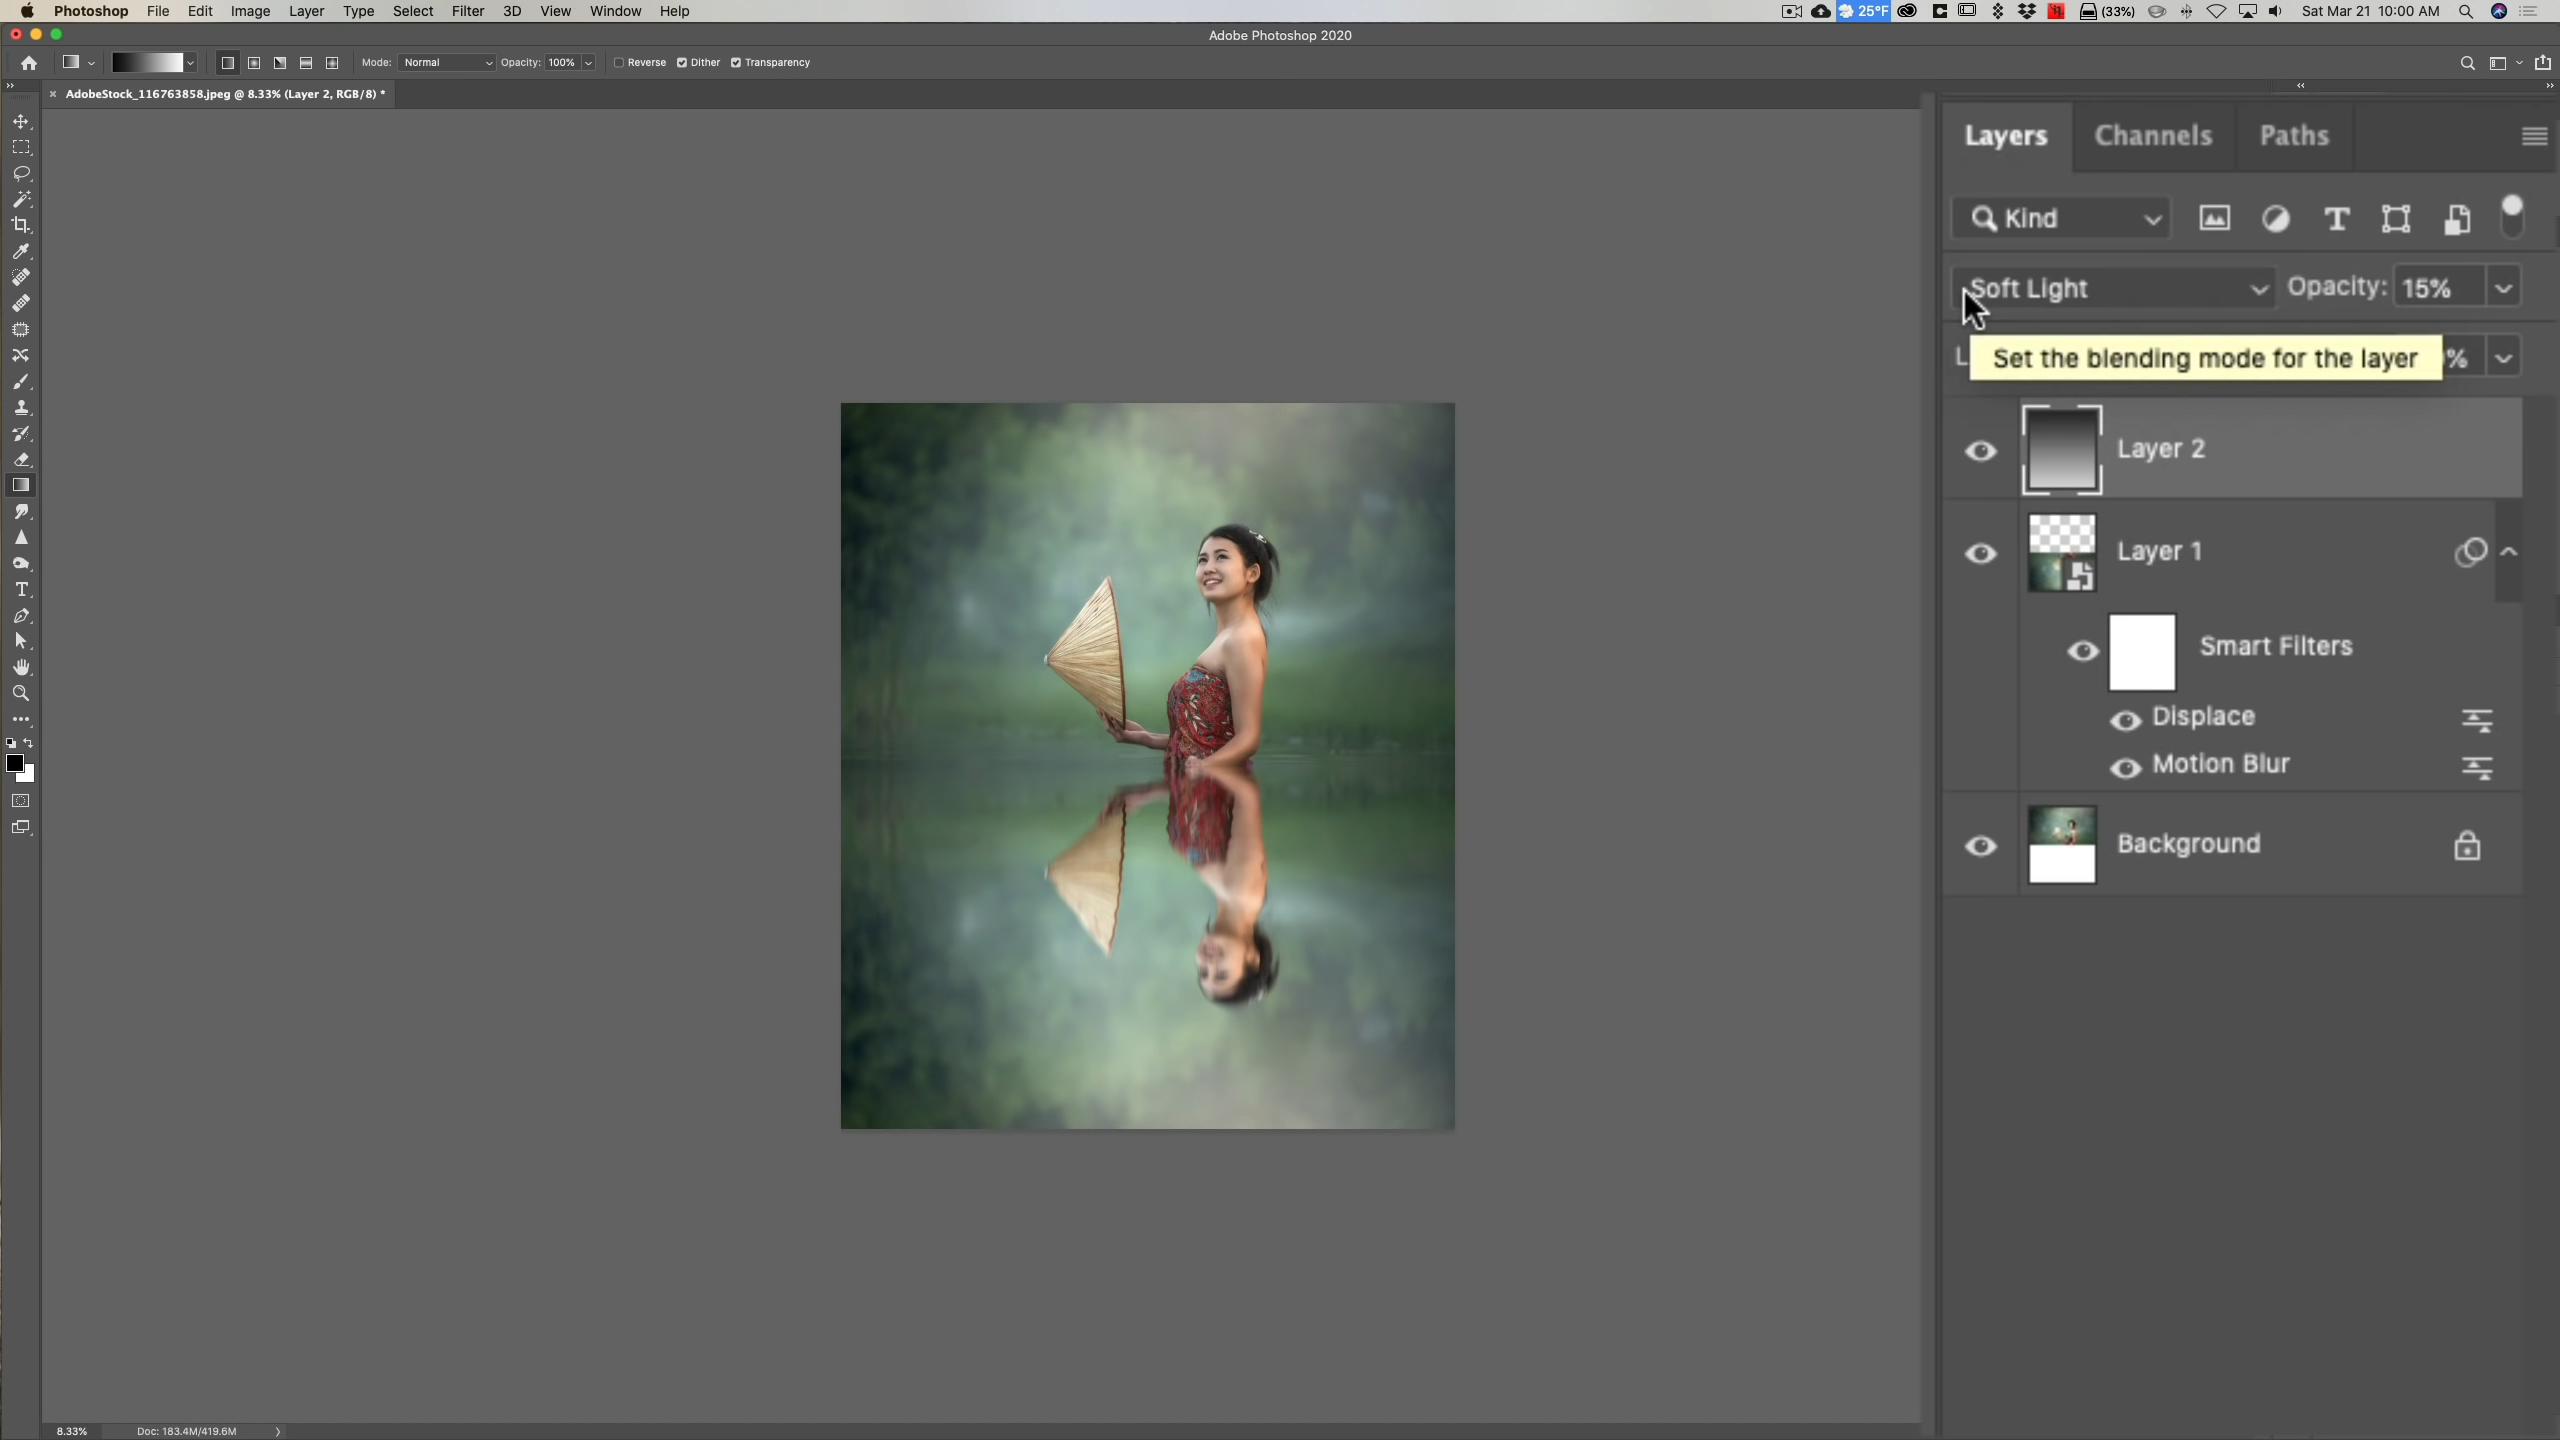 Photoshop File Edit Image Layer Type Select Filter 3D View Window Help 25°F (33%) Sat Mar 21 10:00 AM
Adobe Photoshop 2020
Mode: Normal Opacity: 100% Reverse Dither Transparency
AdobeStock_116763858.jpeg @ 8.33% (Layer 2, RGB/8) *
Layers Channels Paths
Kind
Soft Light Opacity: 15%
L Set the blending mode for the layer %
Layer 2
Layer 1
Smart Filters
Displace
Motion Blur
Background
8.33% Doc: 183.4M/419.6M